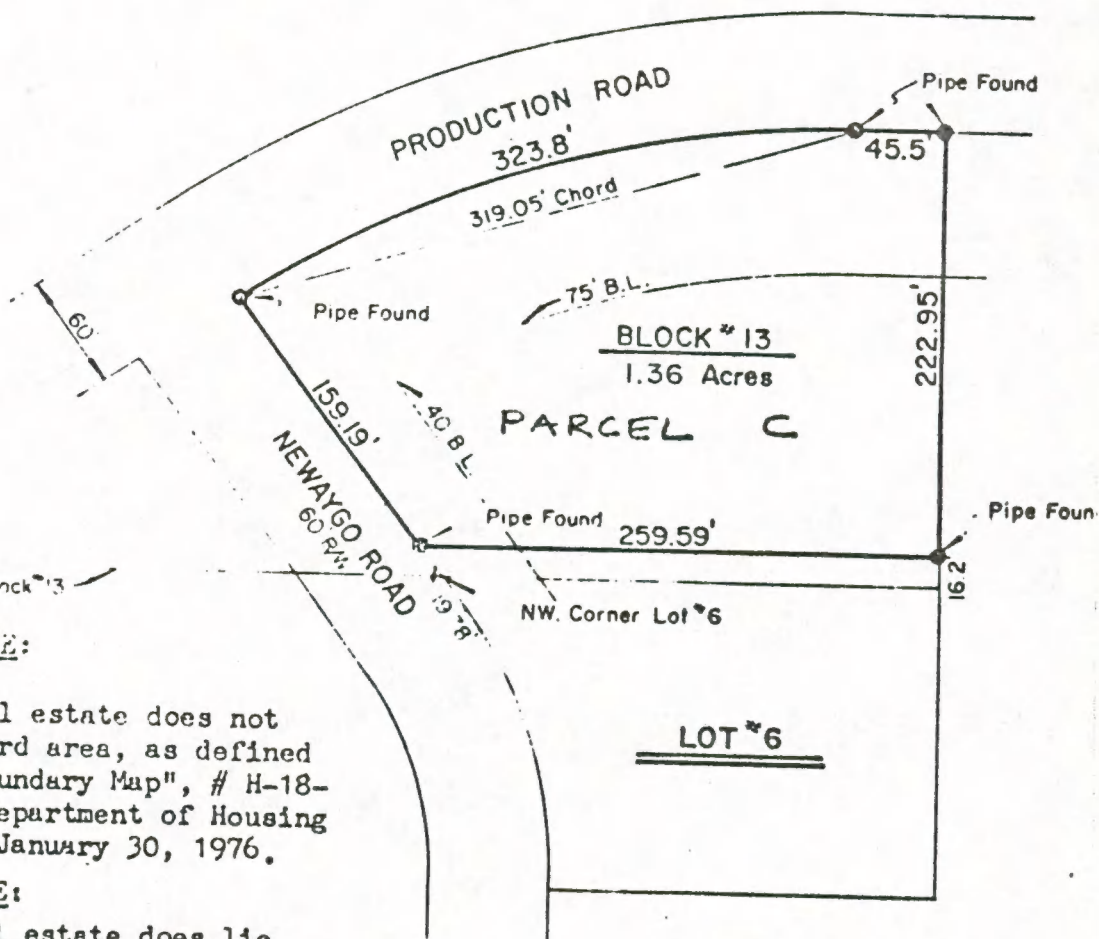 Pipe Found
PRODUCTION ROAD
323.8'
45.5'
319.05' Chord
75' B.L.
60'
Pipe Found
BLOCK #13
1.36 Acres
222.95'
159.19'
40 B.L.
PARCEL C
NEWAYGO ROAD
60 R/W
Pipe Found
259.59'
Pipe Foun
16.2
#13
19.78'
NW. Corner Lot #6
E:
l estate does not
rd area, as defined
undary Map", # H-18-
epartment of Housing
January 30, 1976.
LOT #6
E:
estate does lie